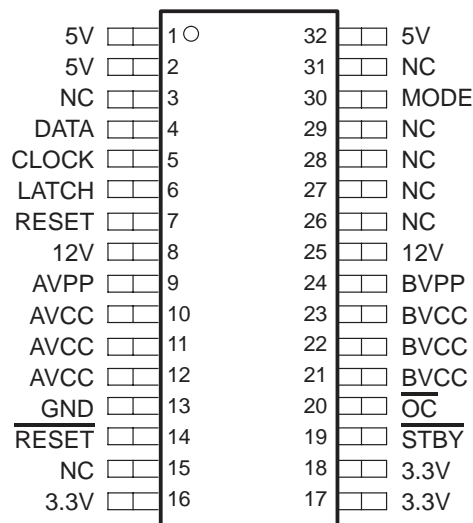 5V 1 32 5V
5V 2 31 NC
NC 3 30 MODE
DATA 4 29 NC
CLOCK 5 28 NC
LATCH 6 27 NC
RESET 7 26 NC
12V 8 25 12V
AVPP 9 24 BVPP
AVCC 10 23 BVCC
AVCC 11 22 BVCC
AVCC 12 21 BVCC
GND 13 20 O̅C̅
R̅E̅S̅E̅T̅ 14 19 S̅T̅B̅Y̅
NC 15 18 3.3V
3.3V 16 17 3.3V